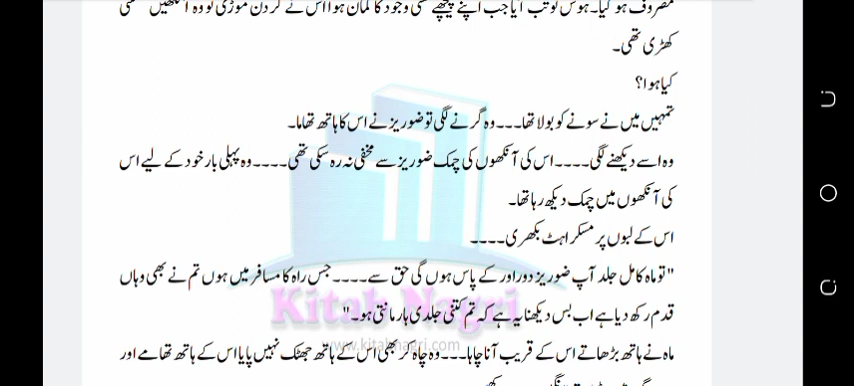 مصروف ہو گیا۔ ہوش تو تب آیا جب اپنے پیچھے کسی وجود کا گمان ہوا اس نے گردن موڑی تو وہ آنکھیں
کھڑی تھی۔
کیا ہوا؟
تمہیں میں نے سونے کو بولا تھا۔۔۔وہ گرنے لگی تو ضوریز نے اس کا ہاتھ تھاما۔
وہ اسے دیکھنے لگی۔۔۔۔اس کی آنکھوں کی چمک ضوریز سے مخفی نہ رہ سکی تھی۔۔۔۔وہ پہلی بار خود کے لیے اس
کی آنکھوں میں چمک دیکھ رہا تھا۔
اس کے لبوں پر مسکراہٹ بکھری۔۔۔۔
"تو ماہ کامل جلد آپ ضوریز دوراور کے پاس ہوں گی حق سے۔۔۔۔جس راہ کا مسافر میں ہوں تم نے بھی وہاں
قدم رکھ دیا ہے اب بس دیکھنا یہ ہے کہ تم کتنی جلدی ہار مانتی ہو۔"
Kitab Nagri
www.kitabnagri.com
ماہ نے ہاتھ بڑھاتے اس کے قریب آنا چاہا۔۔۔وہ چاہ کر بھی اس کے ہاتھ جھٹک نہیں پایا اس کے ہاتھ تھامے اور